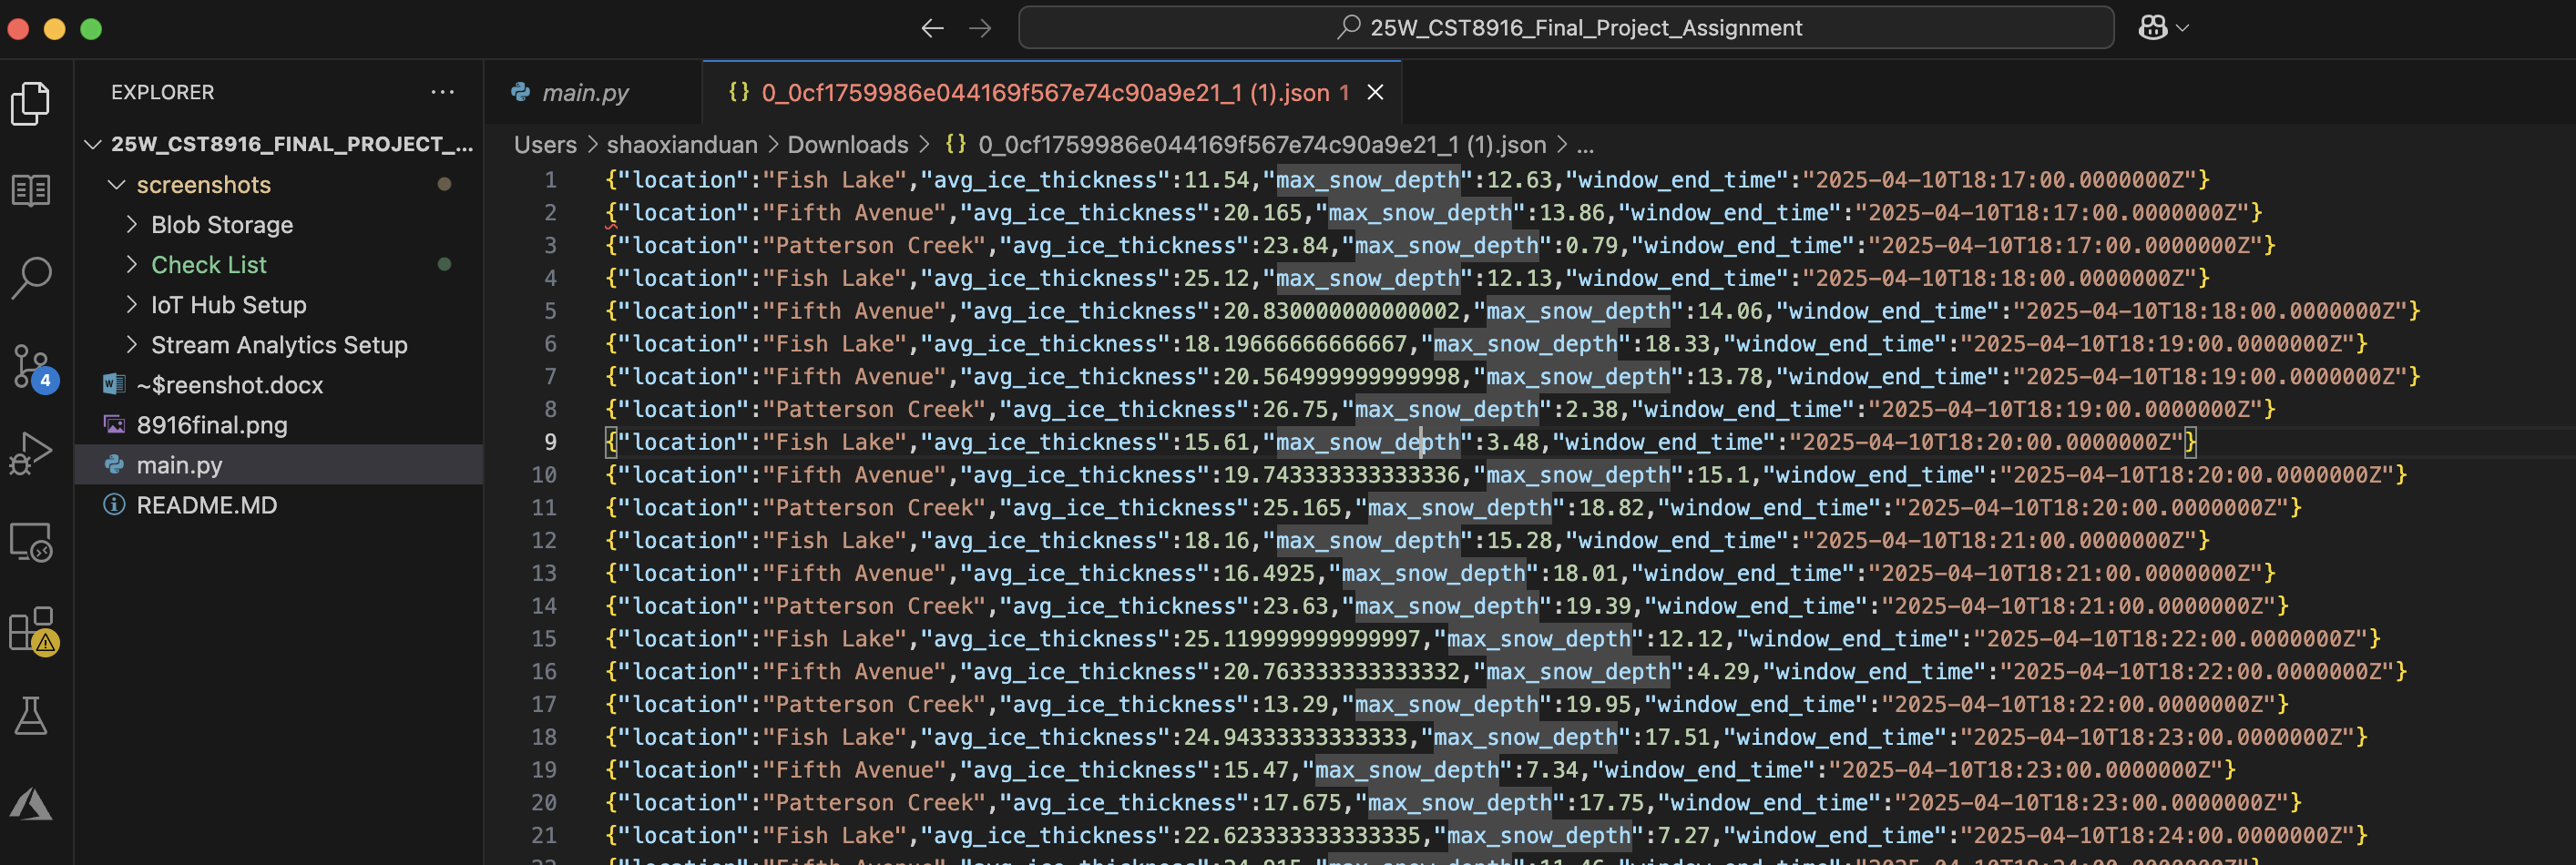 25W_CST8916_Final_Project_Assignment
EXPLORER
25W_CST8916_FINAL_PROJECT_...
screenshots
Blob Storage
Check List
IoT Hub Setup
Stream Analytics Setup
~$reenshot.docx
8916final.png
main.py
README.MD
4
main.py
{} 0_0cf1759986e044169f567e74c90a9e21_1 (1).json 1
Users > shaoxianduan > Downloads > {} 0_0cf1759986e044169f567e74c90a9e21_1 (1).json > ...
1 {"location":"Fish Lake","avg_ice_thickness":11.54,"max_snow_depth":12.63,"window_end_time":"2025-04-10T18:17:00.0000000Z"}
2 {"location":"Fifth Avenue","avg_ice_thickness":20.165,"max_snow_depth":13.86,"window_end_time":"2025-04-10T18:17:00.0000000Z"}
3 {"location":"Patterson Creek","avg_ice_thickness":23.84,"max_snow_depth":0.79,"window_end_time":"2025-04-10T18:17:00.0000000Z"}
4 {"location":"Fish Lake","avg_ice_thickness":25.12,"max_snow_depth":12.13,"window_end_time":"2025-04-10T18:18:00.0000000Z"}
5 {"location":"Fifth Avenue","avg_ice_thickness":20.830000000000002,"max_snow_depth":14.06,"window_end_time":"2025-04-10T18:18:00.0000000Z"}
6 {"location":"Fish Lake","avg_ice_thickness":18.19666666666667,"max_snow_depth":18.33,"window_end_time":"2025-04-10T18:19:00.0000000Z"}
7 {"location":"Fifth Avenue","avg_ice_thickness":20.564999999999998,"max_snow_depth":13.78,"window_end_time":"2025-04-10T18:19:00.0000000Z"}
8 {"location":"Patterson Creek","avg_ice_thickness":26.75,"max_snow_depth":2.38,"window_end_time":"2025-04-10T18:19:00.0000000Z"}
9 {"location":"Fish Lake","avg_ice_thickness":15.61,"max_snow_depth":3.48,"window_end_time":"2025-04-10T18:20:00.0000000Z"}
10 {"location":"Fifth Avenue","avg_ice_thickness":19.743333333333336,"max_snow_depth":15.1,"window_end_time":"2025-04-10T18:20:00.0000000Z"}
11 {"location":"Patterson Creek","avg_ice_thickness":25.165,"max_snow_depth":18.82,"window_end_time":"2025-04-10T18:20:00.0000000Z"}
12 {"location":"Fish Lake","avg_ice_thickness":18.16,"max_snow_depth":15.28,"window_end_time":"2025-04-10T18:21:00.0000000Z"}
13 {"location":"Fifth Avenue","avg_ice_thickness":16.4925,"max_snow_depth":18.01,"window_end_time":"2025-04-10T18:21:00.0000000Z"}
14 {"location":"Patterson Creek","avg_ice_thickness":23.63,"max_snow_depth":19.39,"window_end_time":"2025-04-10T18:21:00.0000000Z"}
15 {"location":"Fish Lake","avg_ice_thickness":25.119999999999997,"max_snow_depth":12.12,"window_end_time":"2025-04-10T18:22:00.0000000Z"}
16 {"location":"Fifth Avenue","avg_ice_thickness":20.763333333333332,"max_snow_depth":4.29,"window_end_time":"2025-04-10T18:22:00.0000000Z"}
17 {"location":"Patterson Creek","avg_ice_thickness":13.29,"max_snow_depth":19.95,"window_end_time":"2025-04-10T18:22:00.0000000Z"}
18 {"location":"Fish Lake","avg_ice_thickness":24.94333333333333,"max_snow_depth":17.51,"window_end_time":"2025-04-10T18:23:00.0000000Z"}
19 {"location":"Fifth Avenue","avg_ice_thickness":15.47,"max_snow_depth":7.34,"window_end_time":"2025-04-10T18:23:00.0000000Z"}
20 {"location":"Patterson Creek","avg_ice_thickness":17.675,"max_snow_depth":17.75,"window_end_time":"2025-04-10T18:23:00.0000000Z"}
21 {"location":"Fish Lake","avg_ice_thickness":22.623333333333335,"max_snow_depth":7.27,"window_end_time":"2025-04-10T18:24:00.0000000Z"}